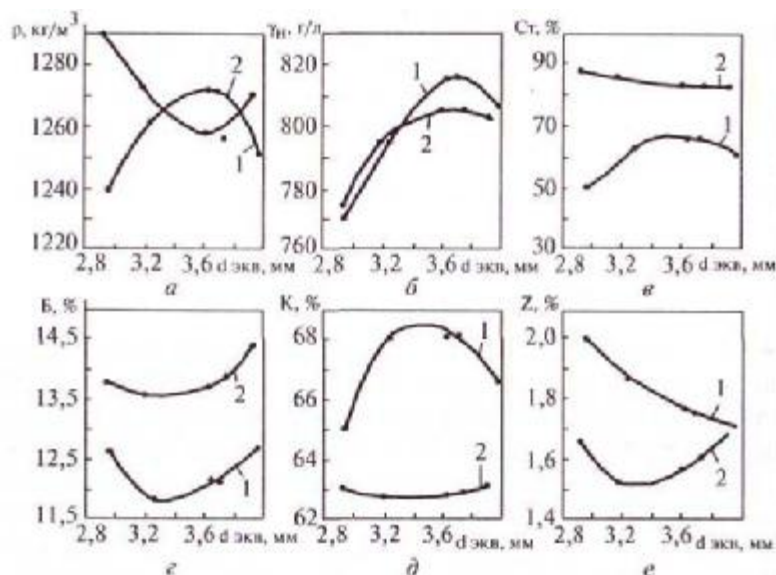 ρ, кг/м³
1290
1280
1270
1260
1250
1240
1220
2
1
2,8 3,2 3,6 d экв, мм
а
γн, г/л
820
800
780
760
1
2
2,8 3,2 3,6 d экв, мм
б
Ст, %
90
70
50
30
2
1
2,8 3,2 3,6 d экв, мм
в
Б, %
14,5
13,5
12,5
11,5
2
1
2,8 3,2 3,6 d экв, мм
г
К, %
68
66
63
62
1
2
2,8 3,2 3,6 d экв, мм
д
Z, %
2,0
1,8
1,6
1,4
1
2
2,8 3,2 3,6 d экв, мм
е